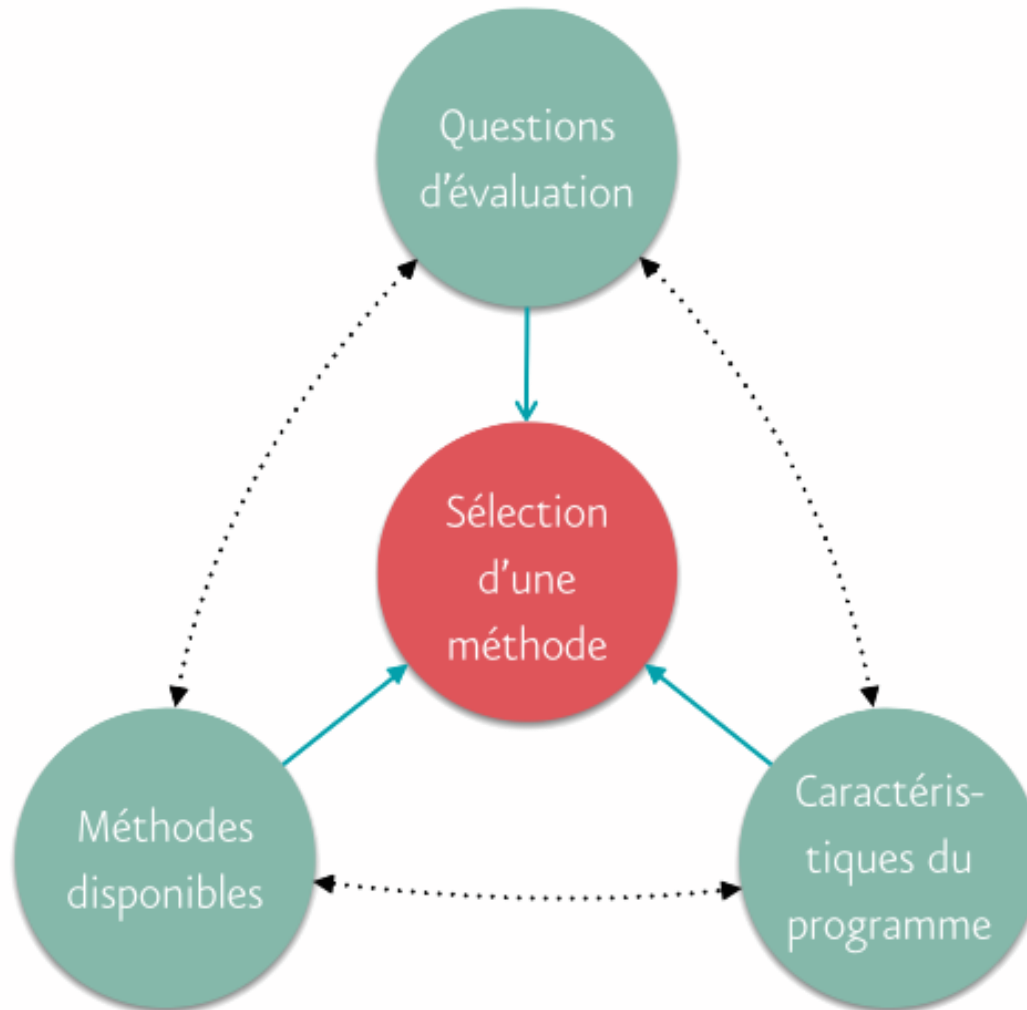 Questions
d'évaluation
Sélection
d'une
méthode
Méthodes
disponibles
Caractéris-
tiques du
programme